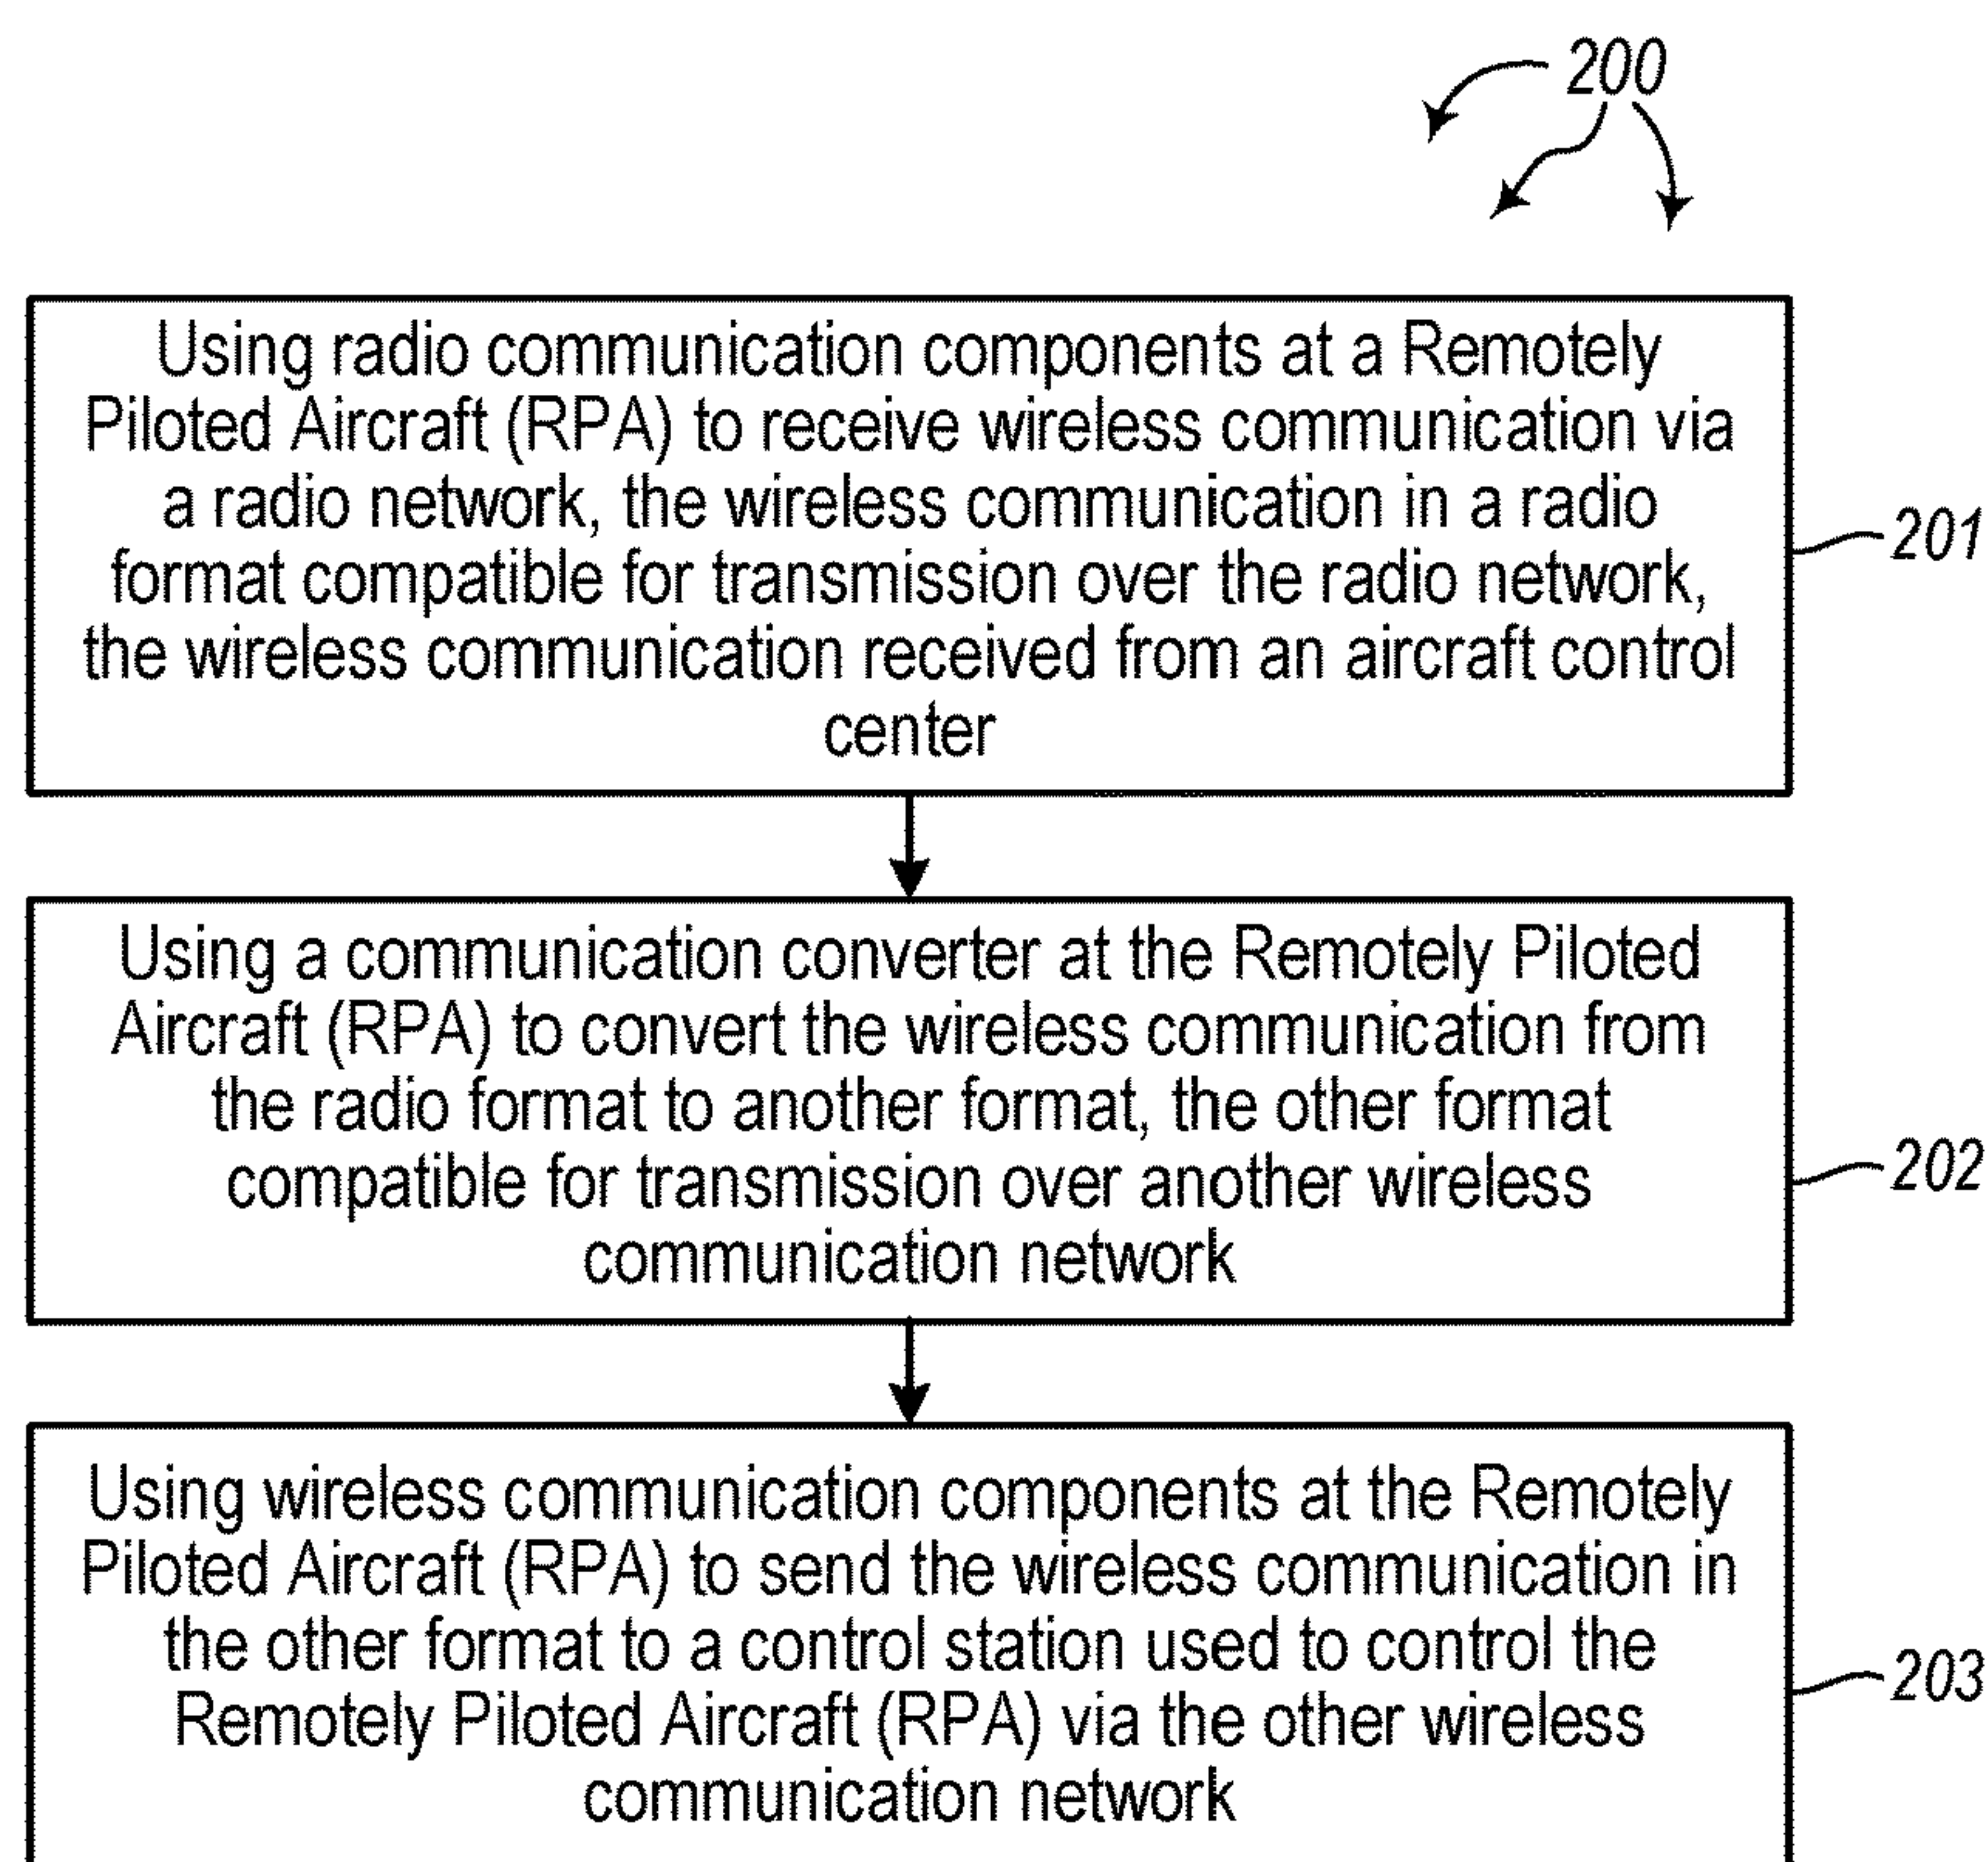 200
Using radio communication components at a Remotely
Piloted Aircraft (RPA) to receive wireless communication via
a radio network, the wireless communication in a radio
format compatible for transmission over the radio network,
the wireless communication received from an aircraft control
center
201
Using a communication converter at the Remotely Piloted
Aircraft (RPA) to convert the wireless communication from
the radio format to another format, the other format
compatible for transmission over another wireless
communication network
202
Using wireless communication components at the Remotely
Piloted Aircraft (RPA) to send the wireless communication in
the other format to a control station used to control the
Remotely Piloted Aircraft (RPA) via the other wireless
communication network
203